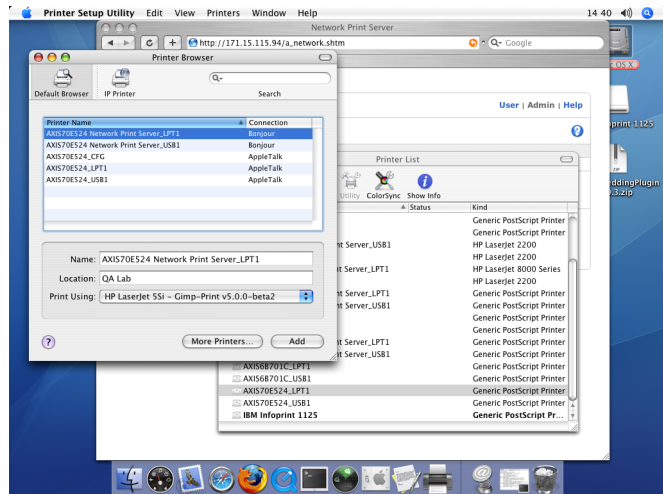 Printer Setup Utility Edit View Printers Window Help 14 40
Network Print Server
http://171.15.115.94/a_network.shtm
Google
User | Admin | Help
Printer Browser
Default Browser IP Printer Search
Printer Name Connection
AXIS70E524 Network Print Server_LPT1 Bonjour
AXIS70E524 Network Print Server_USB1 Bonjour
AXIS70E524_CFG AppleTalk
AXIS70E524_LPT1 AppleTalk
AXIS70E524_USB1 AppleTalk
Name: AXIS70E524 Network Print Server_LPT1
Location: QA Lab
Print Using: HP LaserJet 5Si – Gimp-Print v5.0.0-beta2
? More Printers... Add
Printer List
Utility ColorSync Show Info
Status Kind
Generic PostScript Printer
Generic PostScript Printer
nt Server_USB1 HP LaserJet 2200
HP LaserJet 2200
nt Server_LPT1 HP LaserJet 8000 Series
HP LaserJet 2200
nt Server_LPT1 Generic PostScript Printer
nt Server_USB1 Generic PostScript Printer
Generic PostScript Printer
Generic PostScript Printer
nt Server_LPT1 Generic PostScript Printer
nt Server_USB1 Generic PostScript Printer
AXIS6B701C_LPT1 Generic PostScript Printer
AXIS6B701C_USB1 Generic PostScript Printer
AXIS70E524_LPT1 Generic PostScript Printer
AXIS70E524_USB1 Generic PostScript Printer
IBM Infoprint 1125 Generic PostScript Pr...
OS X
oprint 1125
ZIP
eddingPlugin
.3.zip